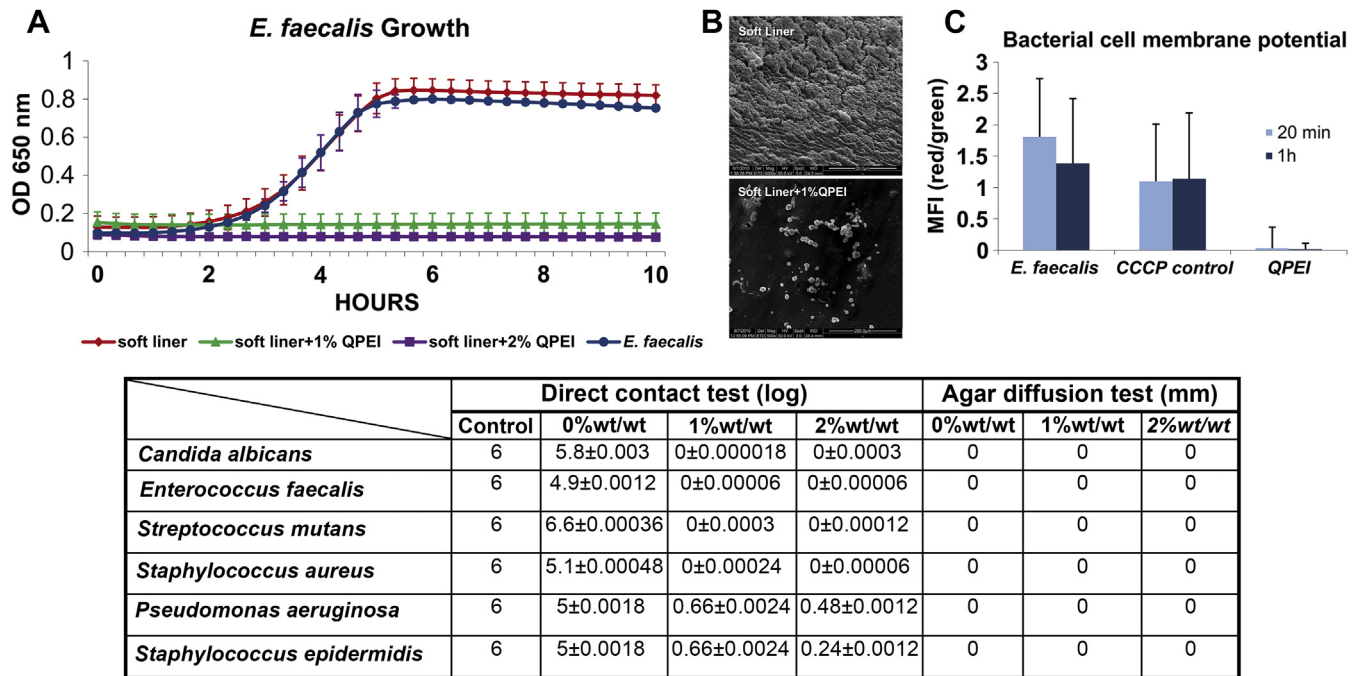 A
E. faecalis Growth
OD 650 nm
1
0.8
0.6
0.4
0.2
0
0 2 4 6 8 10
HOURS
soft liner soft liner+1% QPEI soft liner+2% QPEI E. faecalis
B
Soft Liner
Soft Liner+1%QPEI
C
Bacterial cell membrane potential
MFI (red/green)
3
2.5
2
1.5
1
0.5
0
20 min
1h
E. faecalis CCCP control QPEI
Direct contact test (log) Agar diffusion test (mm)
Control 0%wt/wt 1%wt/wt 2%wt/wt 0%wt/wt 1%wt/wt 2%wt/wt
Candida albicans 6 5.8±0.003 0±0.000018 0±0.0003 0 0 0
Enterococcus faecalis 6 4.9±0.0012 0±0.00006 0±0.00006 0 0 0
Streptococcus mutans 6 6.6±0.00036 0±0.0003 0±0.00012 0 0 0
Staphylococcus aureus 6 5.1±0.00048 0±0.00024 0±0.00006 0 0 0
Pseudomonas aeruginosa 6 5±0.0018 0.66±0.0024 0.48±0.0012 0 0 0
Staphylococcus epidermidis 6 5±0.0018 0.66±0.0024 0.24±0.0012 0 0 0